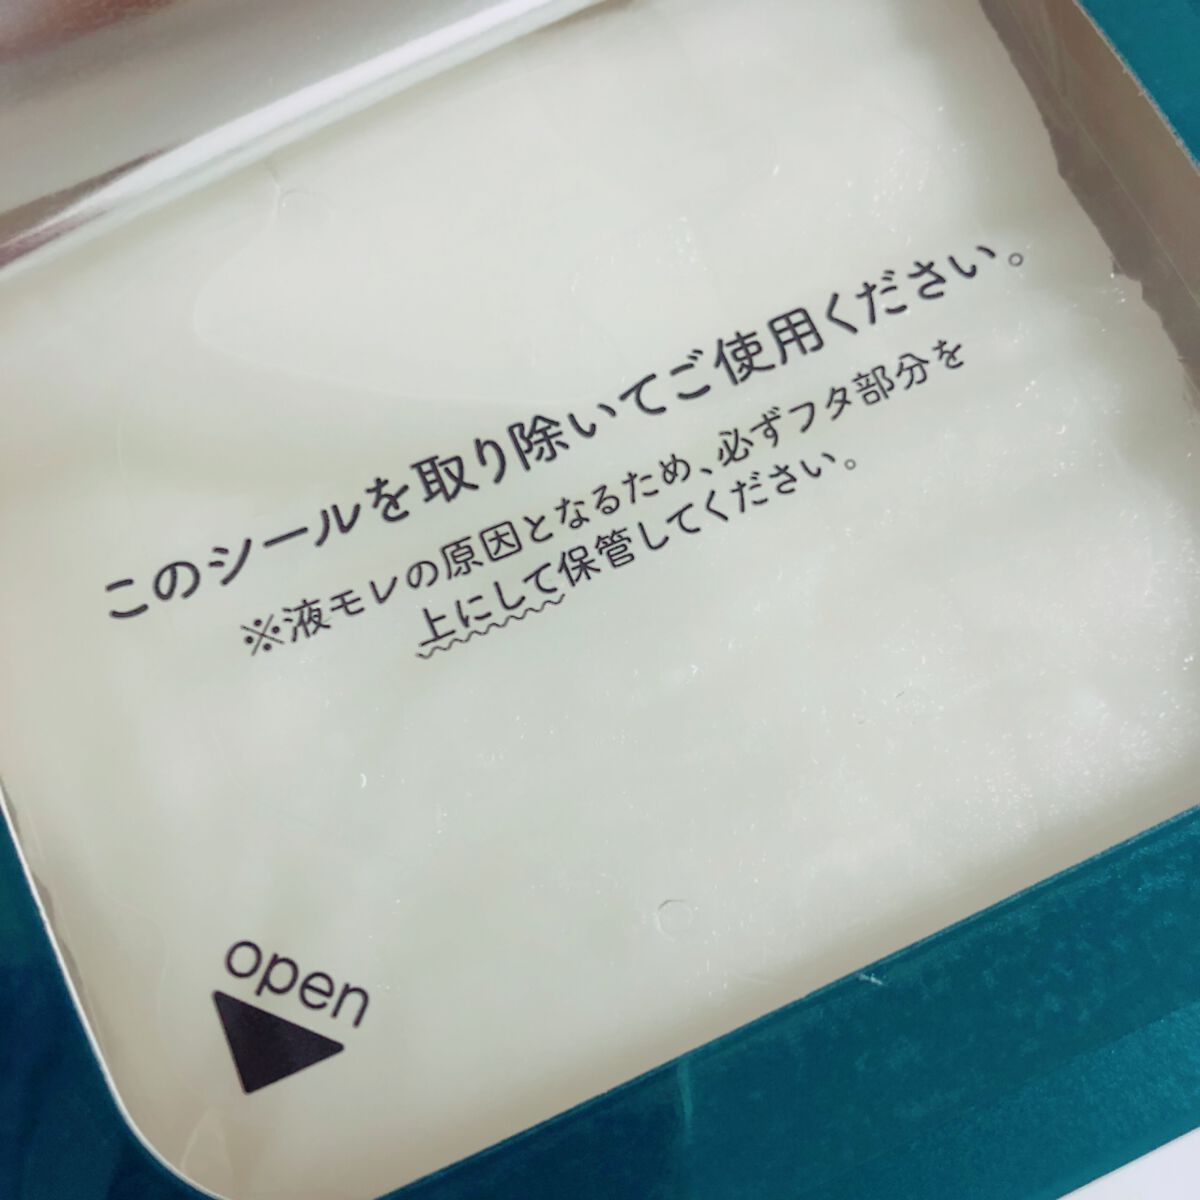 このシールを取り除いてご使用ください。
※液モレの原因となるため、必ずフタ部分を
上にして保管してください。
open